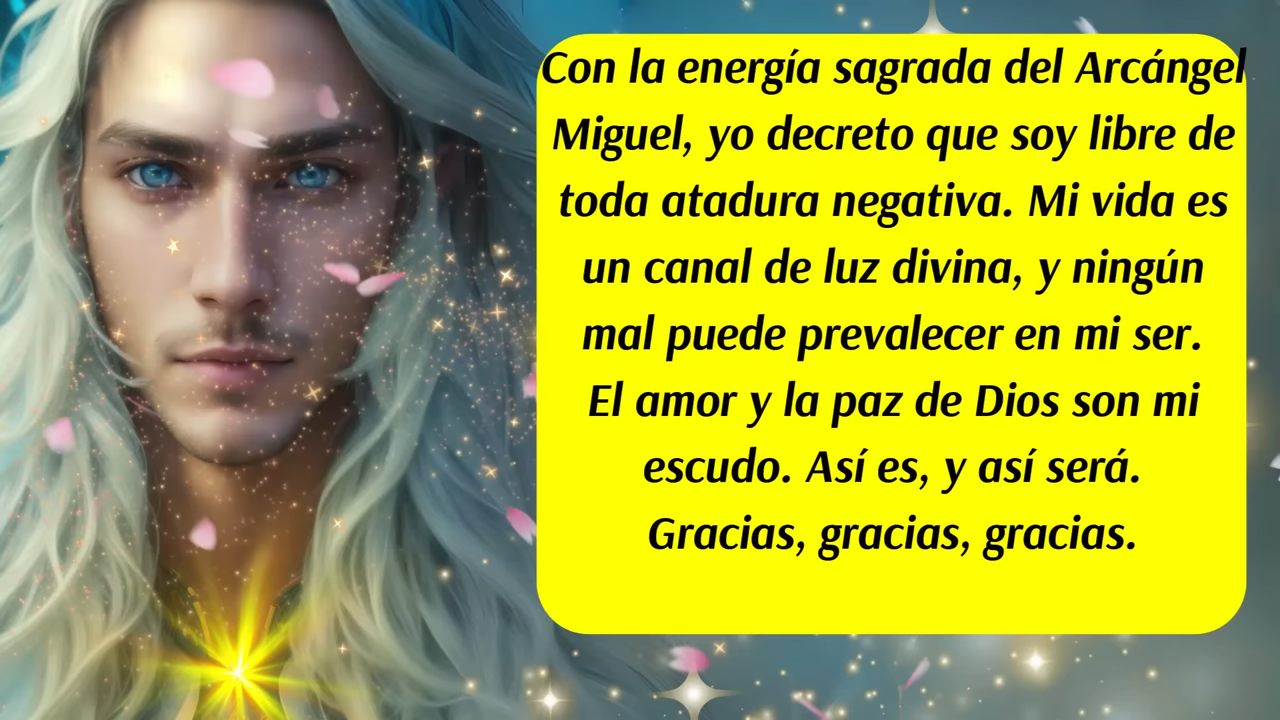 Con la energía sagrada del Arcángel
Miguel, yo decreto que soy libre de
toda atadura negativa. Mi vida es
un canal de luz divina, y ningún
mal puede prevalecer en mi ser.
El amor y la paz de Dios son mi
escudo. Así es, y así será.
Gracias, gracias, gracias.